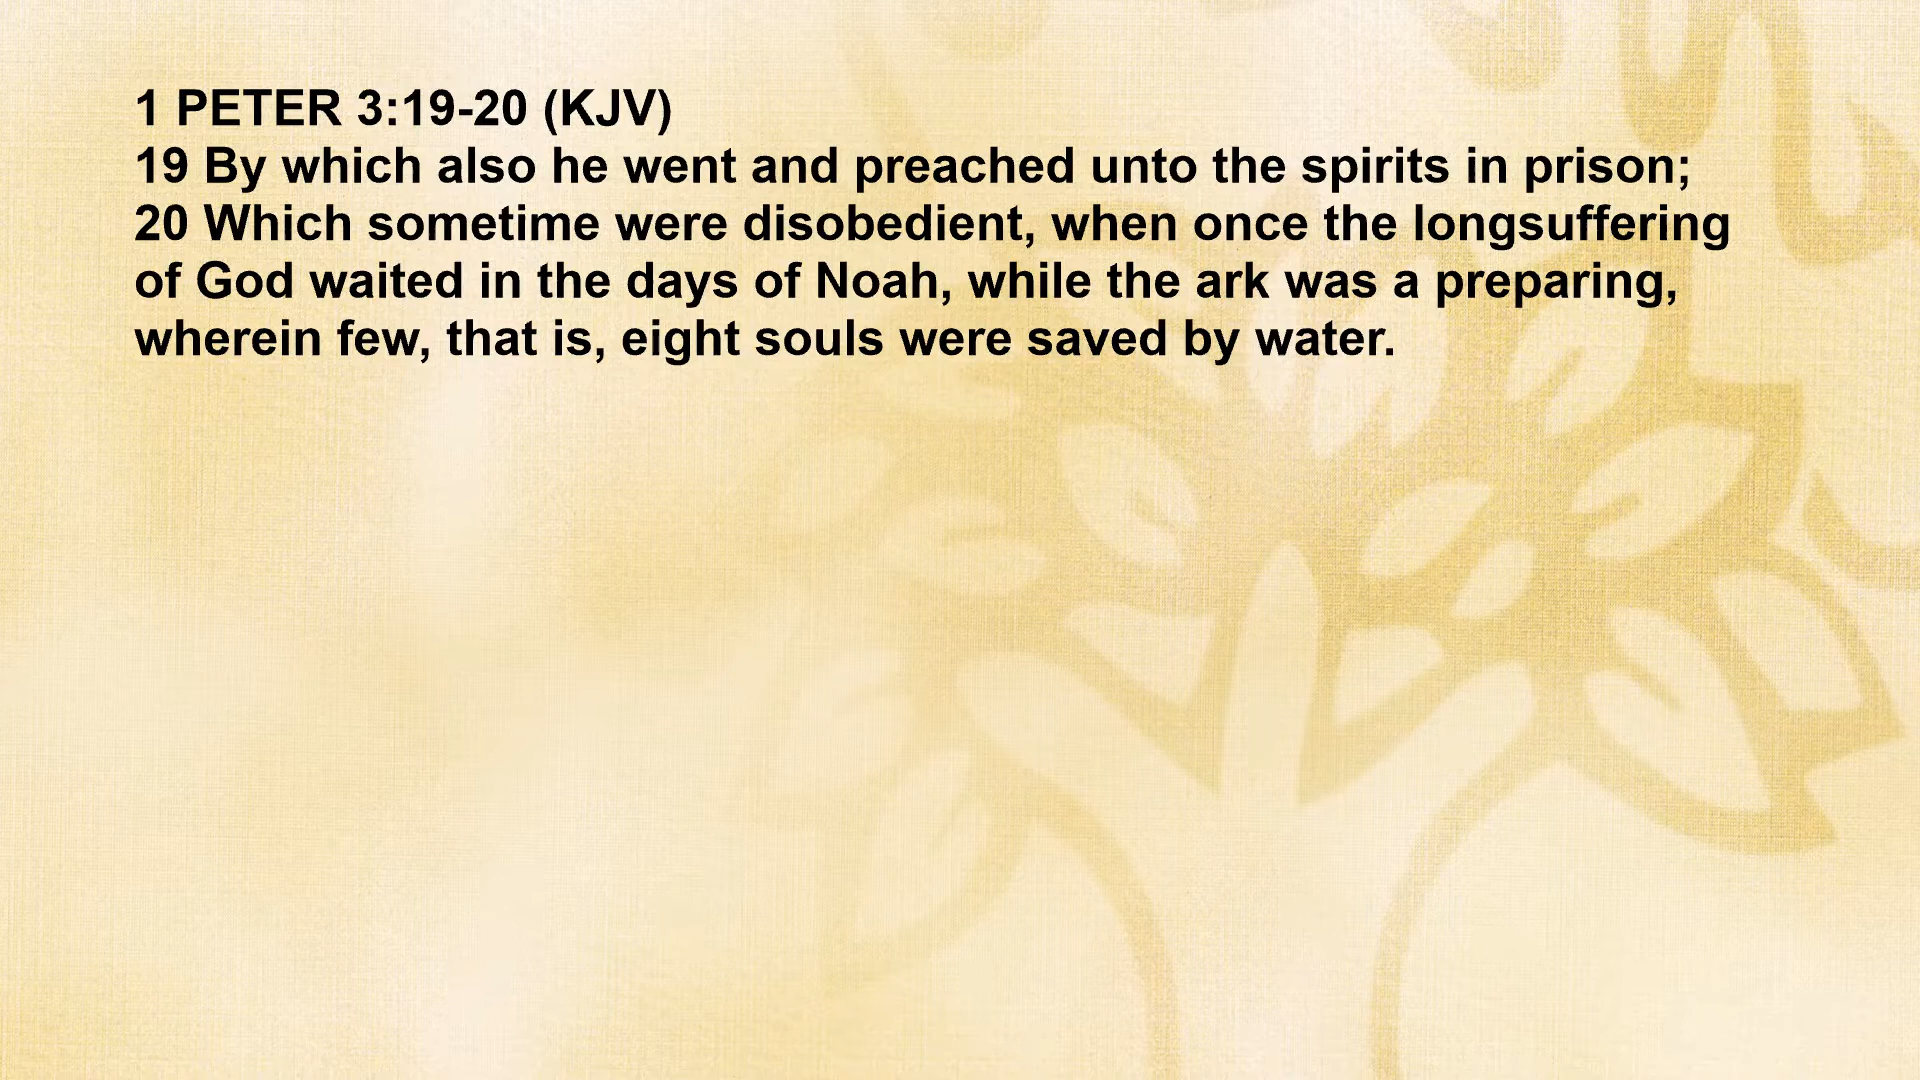 1 PETER 3:19-20 (KJV)
19 By which also he went and preached unto the spirits in prison;
20 Which sometime were disobedient, when once the longsuffering
of God waited in the days of Noah, while the ark was a preparing,
wherein few, that is, eight souls were saved by water.